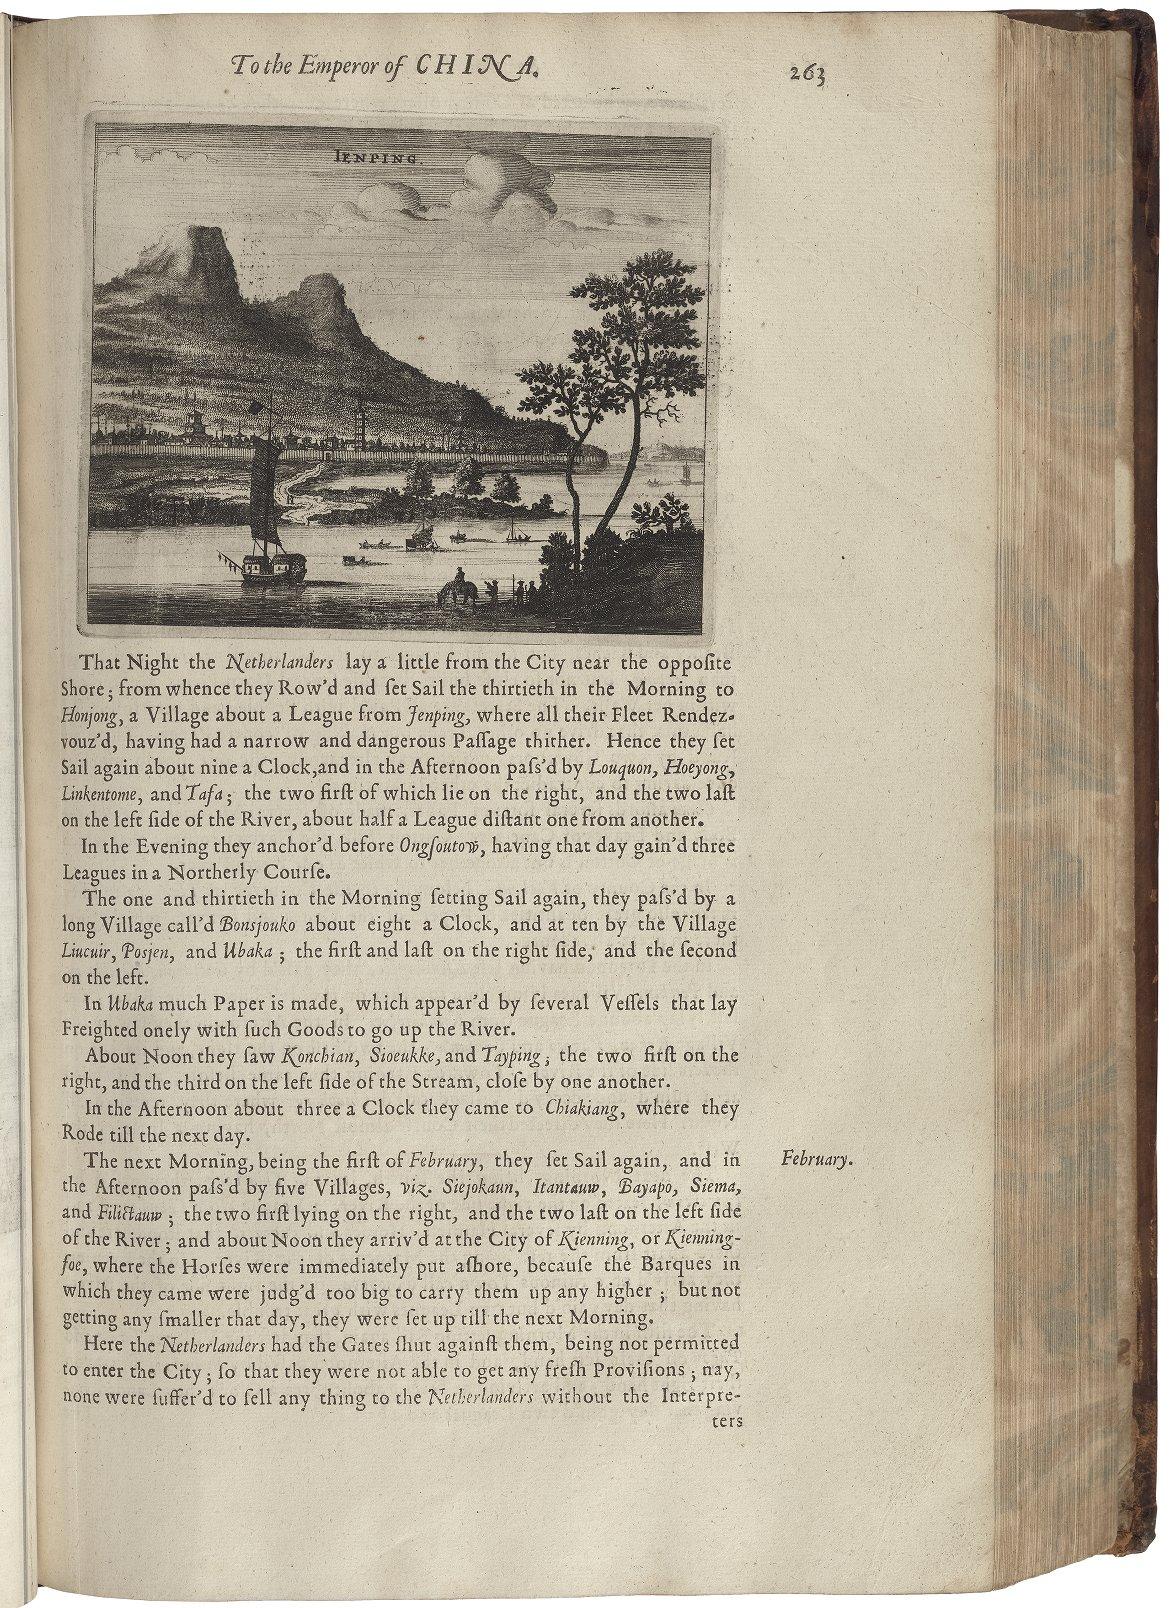 To the Emperor of CHINA.
263
IENPING.
That Night the Netherlanders lay a little from the City near the oppoſite
Shore; from whence they Row'd and ſet Sail the thirtieth in the Morning to
Honjong, a Village about a League from Jenping, where all their Fleet Rendez-
vouz'd, having had a narrow and dangerous Paſſage thither. Hence they ſet
Sail again about nine a Clock, and in the Afternoon paſs'd by Louquon, Hoeyong,
Linkentome, and Tafa; the two firſt of which lie on the right, and the two laſt
on the left ſide of the River, about half a League diſtant one from another.
In the Evening they anchor'd before Ongſoutow, having that day gain'd three
Leagues in a Northerly Courſe.
The one and thirtieth in the Morning ſetting Sail again, they paſs'd by a
long Village call'd Bonsjouko about eight a Clock, and at ten by the Village
Liucuir, Posjen, and Ubaka; the firſt and laſt on the right ſide, and the ſecond
on the left.
In Ubaka much Paper is made, which appear'd by ſeveral Veſſels that lay
Freighted onely with ſuch Goods to go up the River.
About Noon they ſaw Konchian, Sioeukke, and Tayping; the two firſt on the
right, and the third on the left ſide of the Stream, cloſe by one another.
In the Afternoon about three a Clock they came to Chiakiang, where they
Rode till the next day.
The next Morning, being the firſt of February, they ſet Sail again, and in
February.
the Afternoon paſs'd by five Villages, viz. Siejokaun, Itantauw, Bayapo, Siema,
and Filictauw; the two firſt lying on the right, and the two laſt on the left ſide
of the River; and about Noon they arriv'd at the City of Kienning, or Kienning-
foe, where the Horſes were immediately put aſhore, becauſe the Barques in
which they came were judg'd too big to carry them up any higher; but not
getting any ſmaller that day, they were ſet up till the next Morning.
Here the Netherlanders had the Gates ſhut againſt them, being not permitted
to enter the City; ſo that they were not able to get any freſh Proviſions; nay,
none were ſuffer'd to ſell any thing to the Netherlanders without the Interpre-
ters